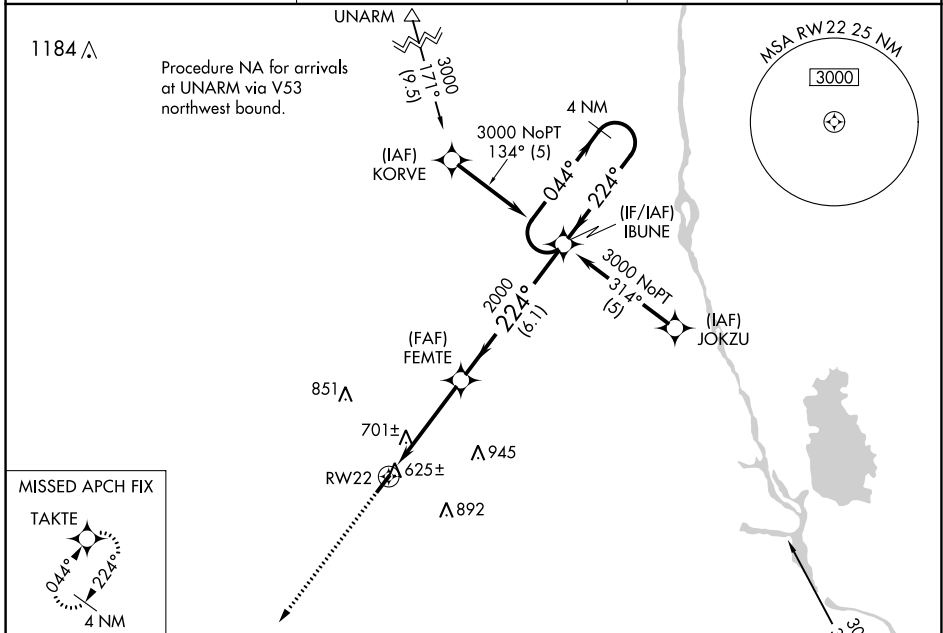 UNARM
1184
Procedure NA for arrivals
at UNARM via V53
northwest bound.
3000
171°
(9.5)
MSA RW22 25 NM
3000
4 NM
3000 NoPT
134° (5)
(IAF)
KORVE
044°
224°
(IF/IAF)
IBUNE
3000 NoPT
314°
(5)
(IAF)
JOKZU
2000
224°
(6.1)
(FAF)
FEMTE
851
701±
945
RW22
625±
892
MISSED APCH FIX
TAKTE
044°
224°
4 NM